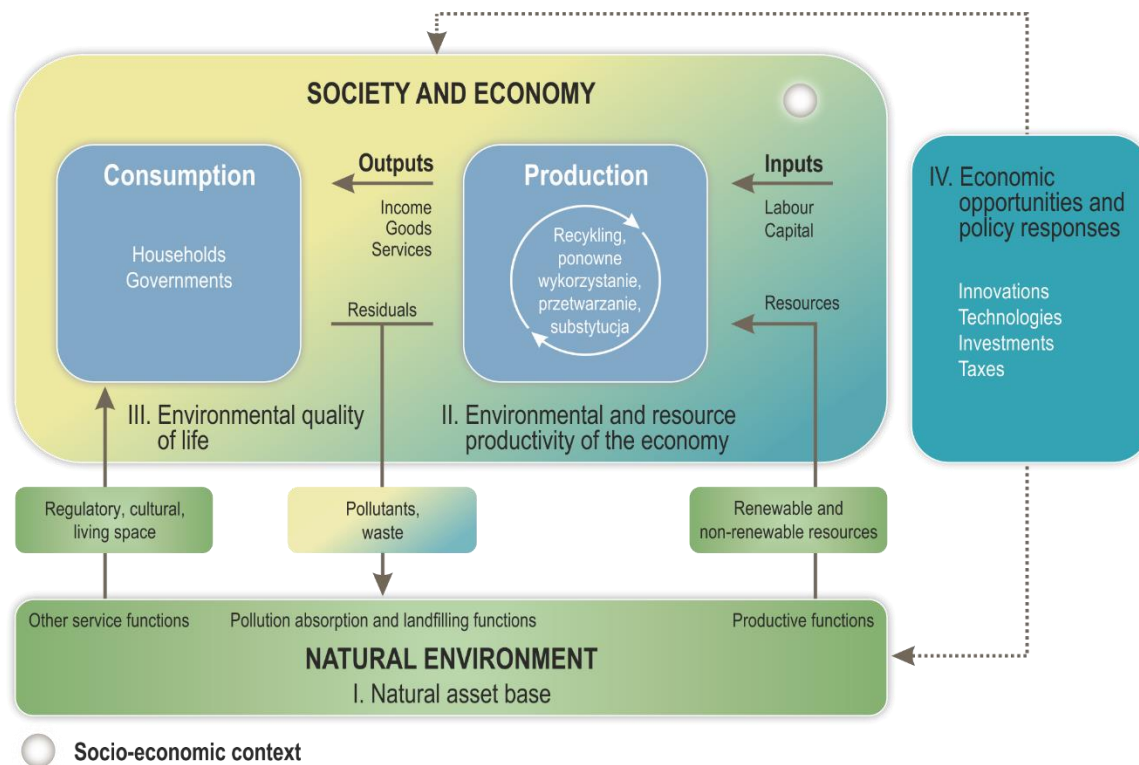 SOCIETY AND ECONOMY
Consumption
Households
Governments
Outputs
Income
Goods
Services
Residuals
Production
Recykling,
ponowne
wykorzystanie,
przetwarzanie,
substytucja
Inputs
Labour
Capital
Resources
III. Environmental quality
of life
II. Environmental and resource
productivity of the economy
IV. Economic
opportunities and
policy responses
Innovations
Technologies
Investments
Taxes
Regulatory, cultural,
living space
Pollutants,
waste
Renewable and
non-renewable resources
Other service functions
Pollution absorption and landfilling functions
Productive functions
NATURAL ENVIRONMENT
I. Natural asset base
Socio-economic context